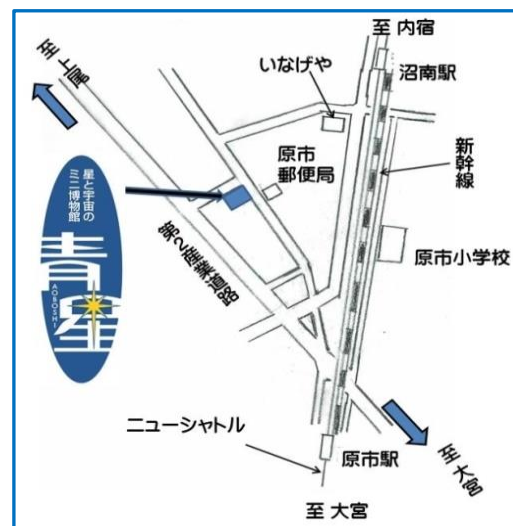 至 内宿
至 上尾
いなげや
沼南駅
新幹線
原市
郵便局
星と宇宙の
ミニ博物館
青星
AOBOSHI
第2産業道路
原市小学校
ニューシャトル
原市駅
至 大宮
至 大宮